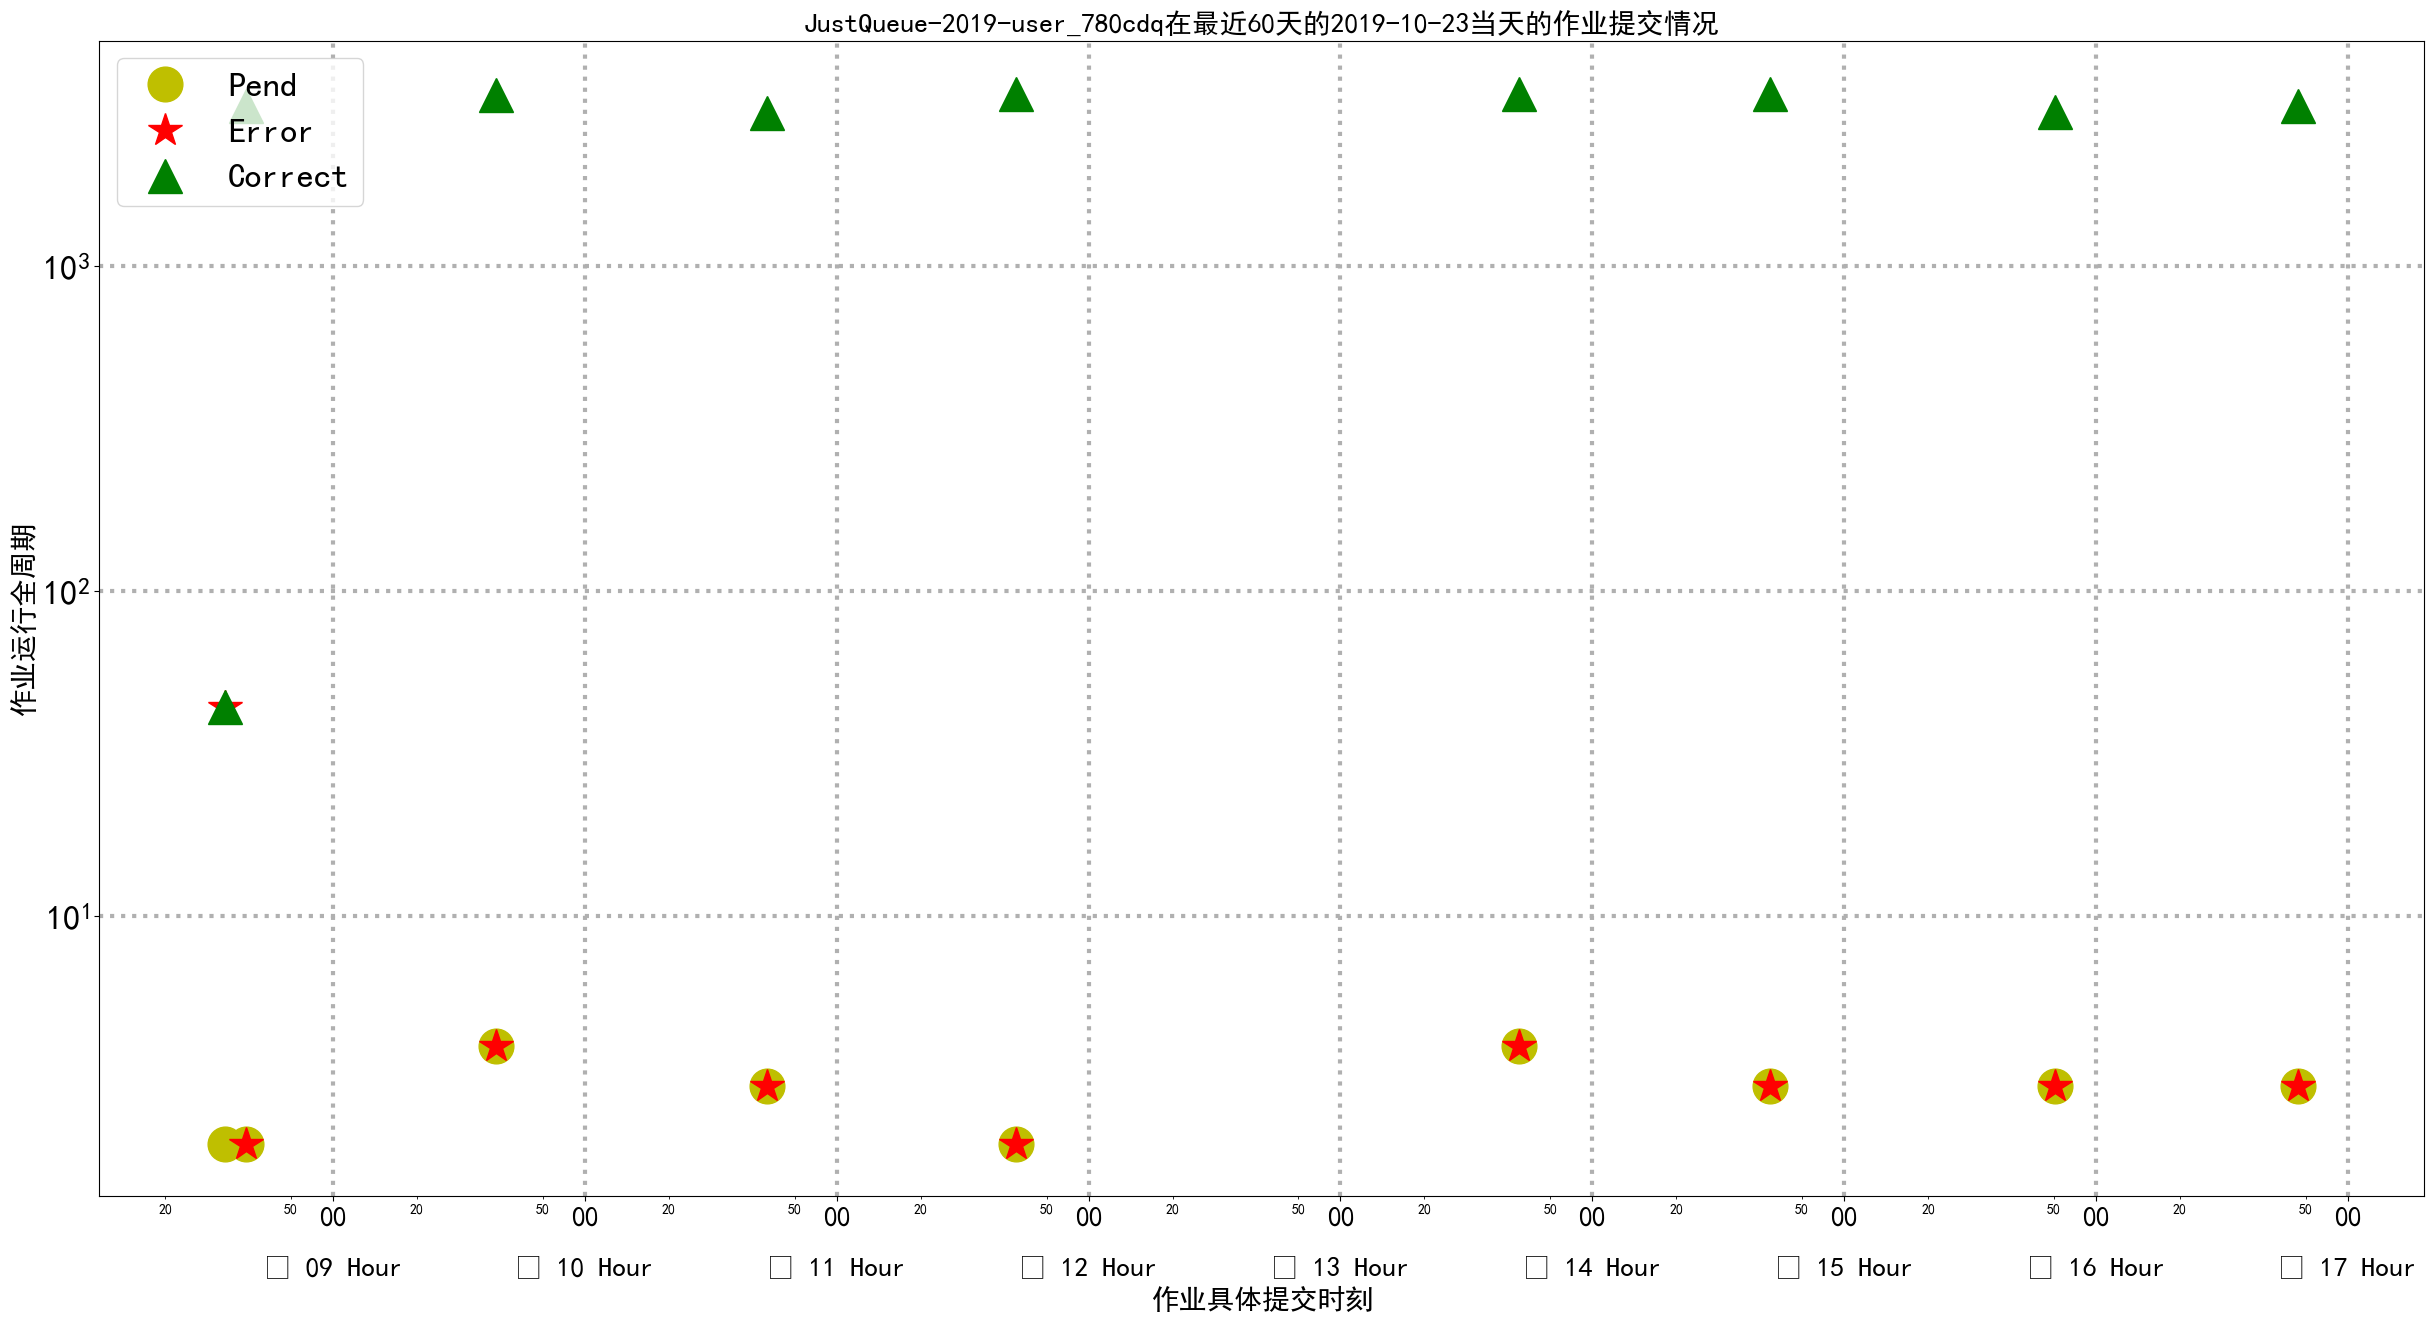 JustQueue-2019-user_780cdq在最近60天的2019-10-23当天的作业提交情况
Pend
Error
Correct
作业运行全周期
10³
10²
10¹
20 50 00 20 50 00 20 50 00 20 50 00 20 50 00 20 50 00 20 50 00 20 50 00 20 50 00
□ 09 Hour □ 10 Hour □ 11 Hour □ 12 Hour □ 13 Hour □ 14 Hour □ 15 Hour □ 16 Hour □ 17 Hour
作业具体提交时刻